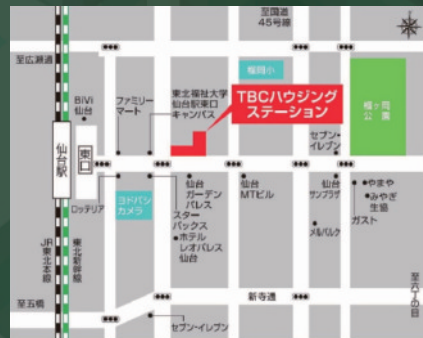 至国道
45号線
至広瀬通
榴岡小
BiVi
仙台
ファミリー
マート
東北福祉大学
仙台駅東口
キャンパス
TBCハウジング
ステーション
榴ヶ岡
公園
セブン-
イレブン
仙台駅
東口
ロッテリア
ヨドバシ
カメラ
スター
バックス
仙台
ガーデン
パレス
仙台
MTビル
仙台
サンプラザ
やまや
みやぎ
生協
ガスト
ホテル
レオパレス
仙台
メルパルク
JR東北本線
東北新幹線
至五橋
新寺通
至六丁の目
セブン-イレブン